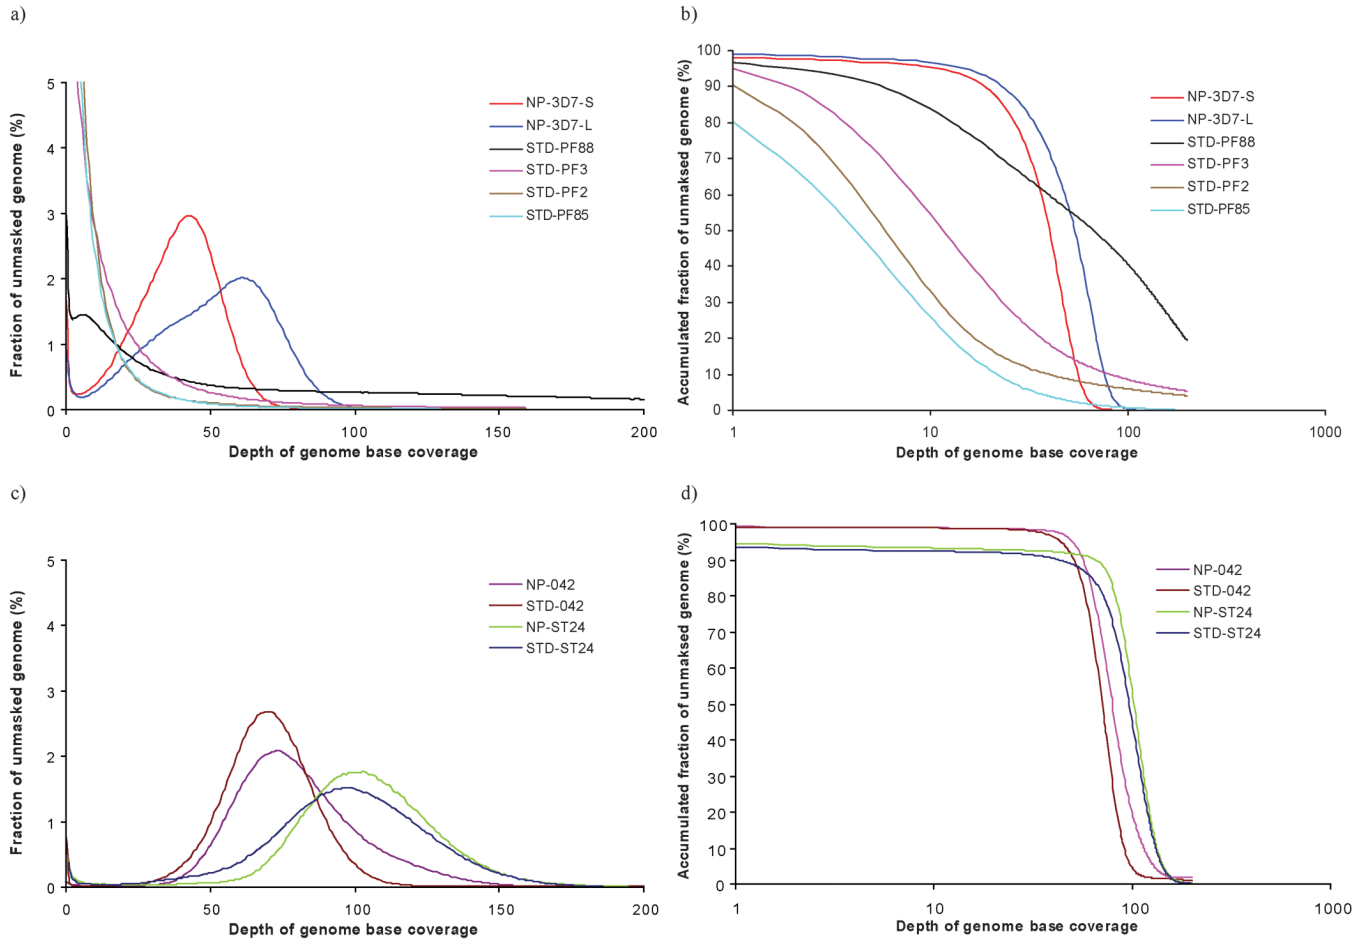 a)
Fraction of unmasked genome (%)
5
4
3
2
1
0
0
50
100
150
200
Depth of genome base coverage
NP-3D7-S
NP-3D7-L
STD-PF88
STD-PF3
STD-PF2
STD-PF85
b)
Accumulated fraction of unmaksed genome (%)
100
90
80
70
60
50
40
30
20
10
0
1
10
100
1000
Depth of genome base coverage
NP-3D7-S
NP-3D7-L
STD-PF88
STD-PF3
STD-PF2
STD-PF85
c)
Fraction of unmasked genome (%)
5
4
3
2
1
0
0
50
100
150
200
Depth of genome base coverage
NP-042
STD-042
NP-ST24
STD-ST24
d)
Accumulated fraction of unmaksed genome (%)
100
90
80
70
60
50
40
30
20
10
0
1
10
100
1000
Depth of genome base coverage
NP-042
STD-042
NP-ST24
STD-ST24